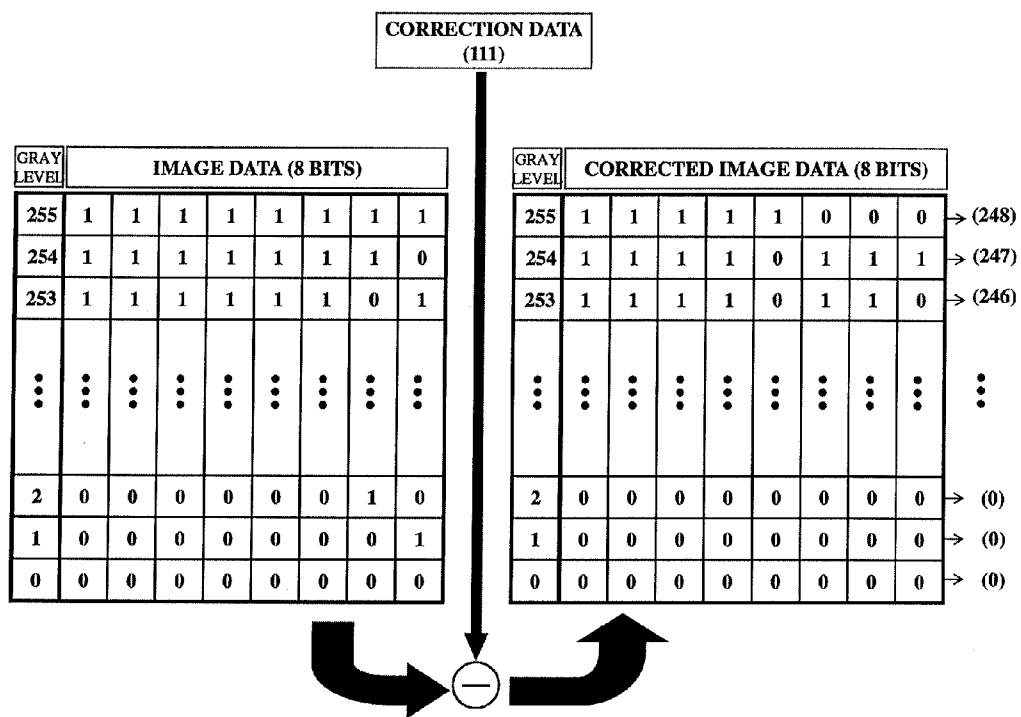 CORRECTION DATA
(111)
GRAY LEVEL IMAGE DATA (8 BITS)
255 1 1 1 1 1 1 1 1
254 1 1 1 1 1 1 1 0
253 1 1 1 1 1 1 0 1
2 0 0 0 0 0 0 1 0
1 0 0 0 0 0 0 0 1
0 0 0 0 0 0 0 0 0
GRAY LEVEL CORRECTED IMAGE DATA (8 BITS)
255 1 1 1 1 1 0 0 0 → (248)
254 1 1 1 1 0 1 1 1 → (247)
253 1 1 1 1 0 1 1 0 → (246)
2 0 0 0 0 0 0 0 0 → (0)
1 0 0 0 0 0 0 0 0 → (0)
0 0 0 0 0 0 0 0 0 → (0)
−